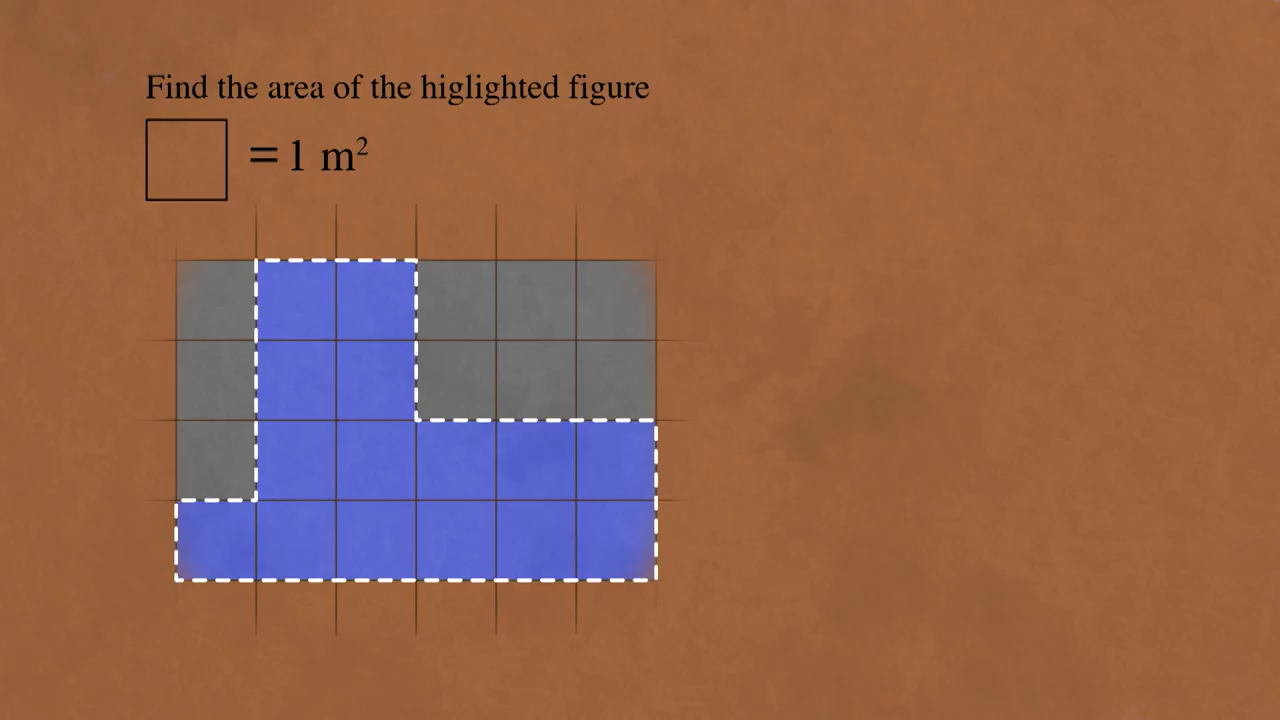 Find the area of the higlighted figure
= 1 m²